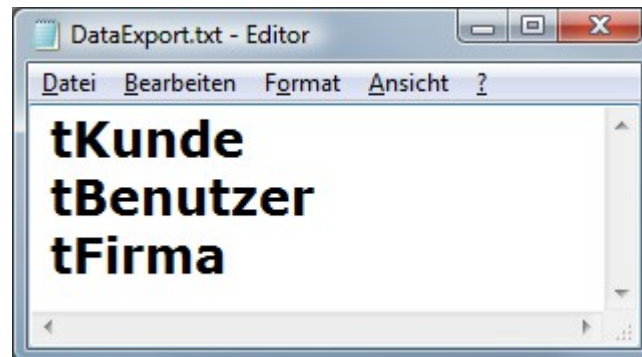 DataExport.txt - Editor
Datei Bearbeiten Format Ansicht ?
tKunde
tBenutzer
tFirma